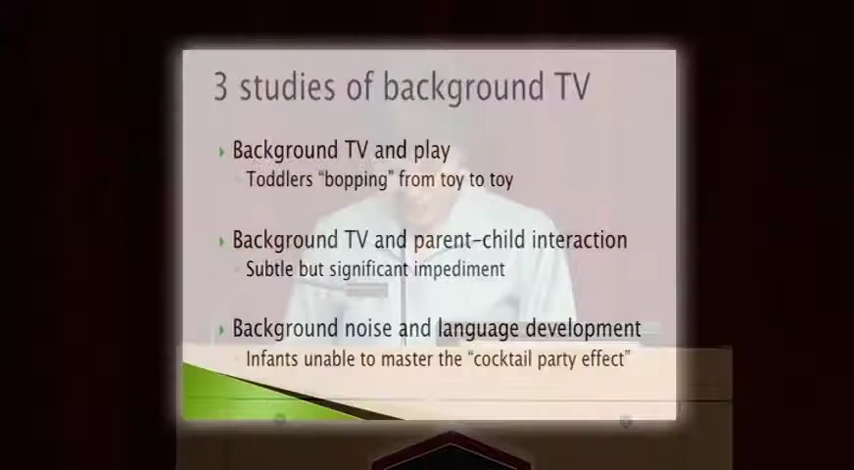 3 studies of background TV
Background TV and play
Toddlers “bopping” from toy to toy
Background TV and parent-child interaction
Subtle but significant impediment
Background noise and language development
Infants unable to master the “cocktail party effect”